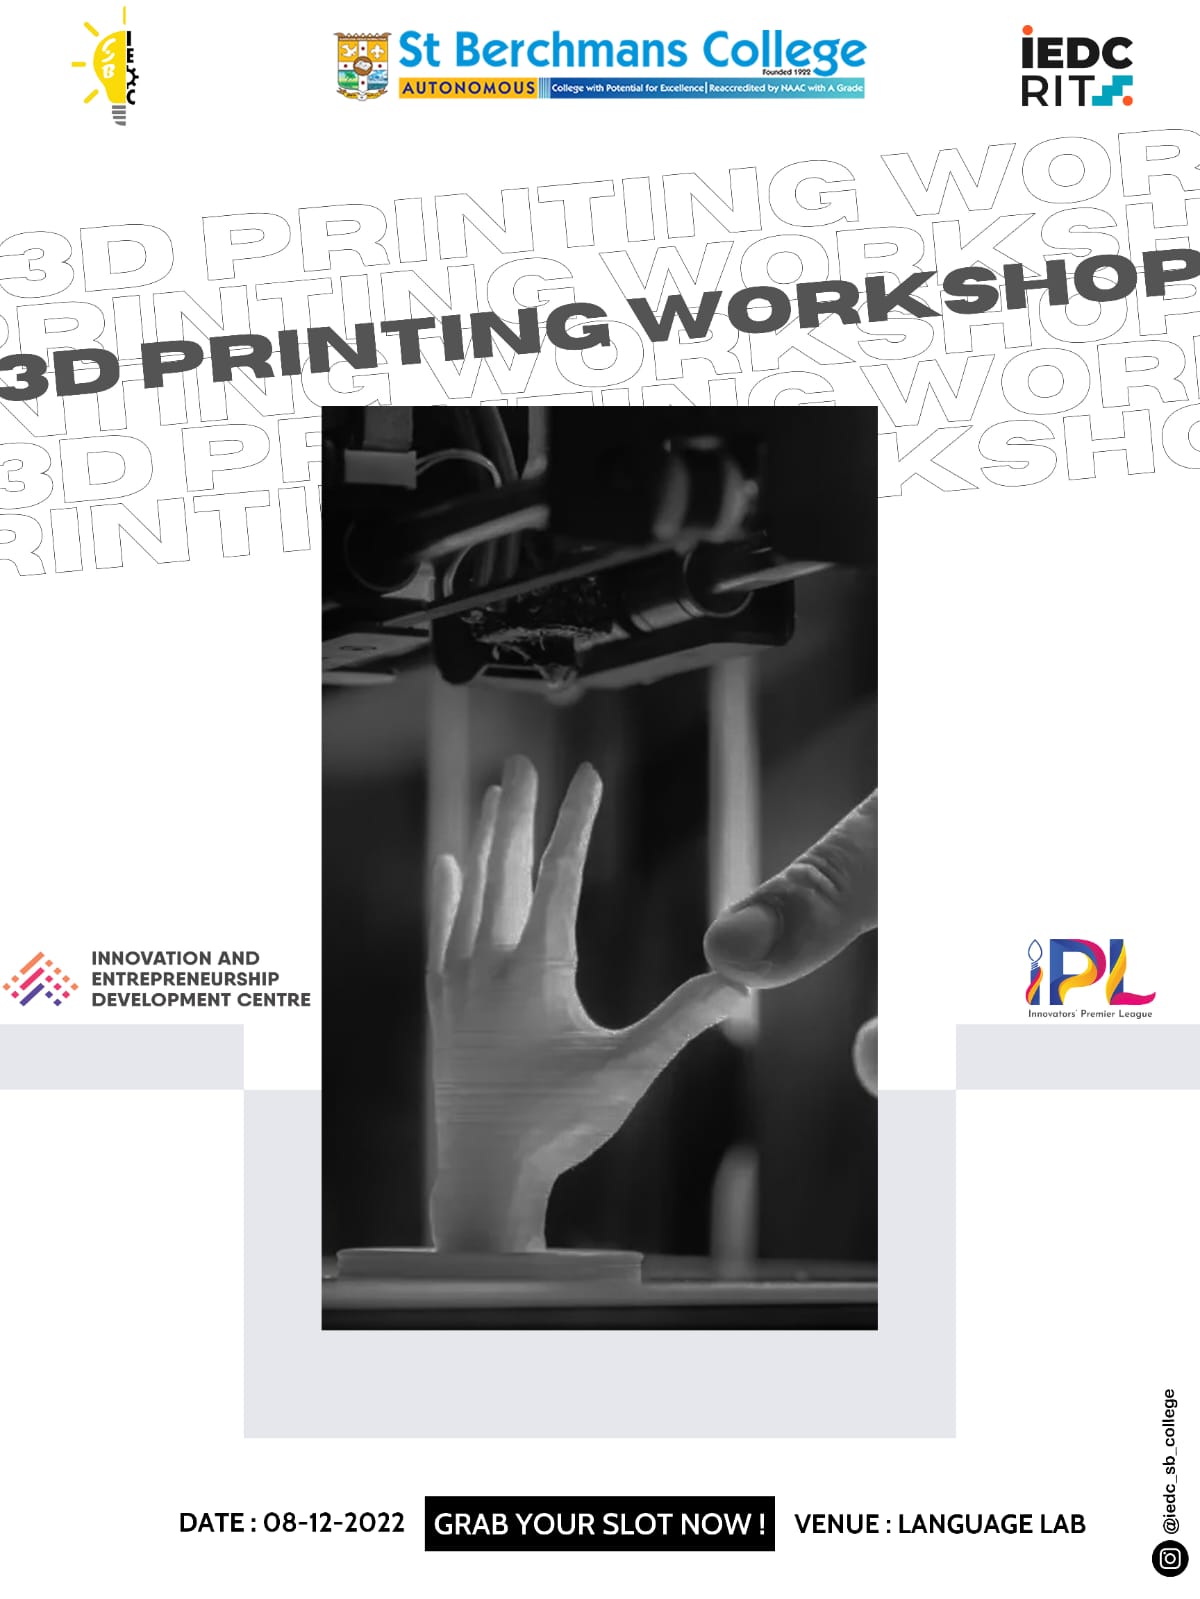 SB
IEDC
St Berchmans College
Founded 1922
AUTONOMOUS
College with Potential for Excellence | Reaccredited by NAAC with A Grade
iEDC
RIT
3D PRINTING WOR
PRINTING WORKSH
3D PRINTING WORKSHOP
NTING WORKSHOP
3D PR
NTING WOR
RINTI
KSHO
INNOVATION AND
ENTREPRENEURSHIP
DEVELOPMENT CENTRE
iPL
Innovators' Premier League
@iedc_sb_college
DATE : 08-12-2022
GRAB YOUR SLOT NOW !
VENUE : LANGUAGE LAB